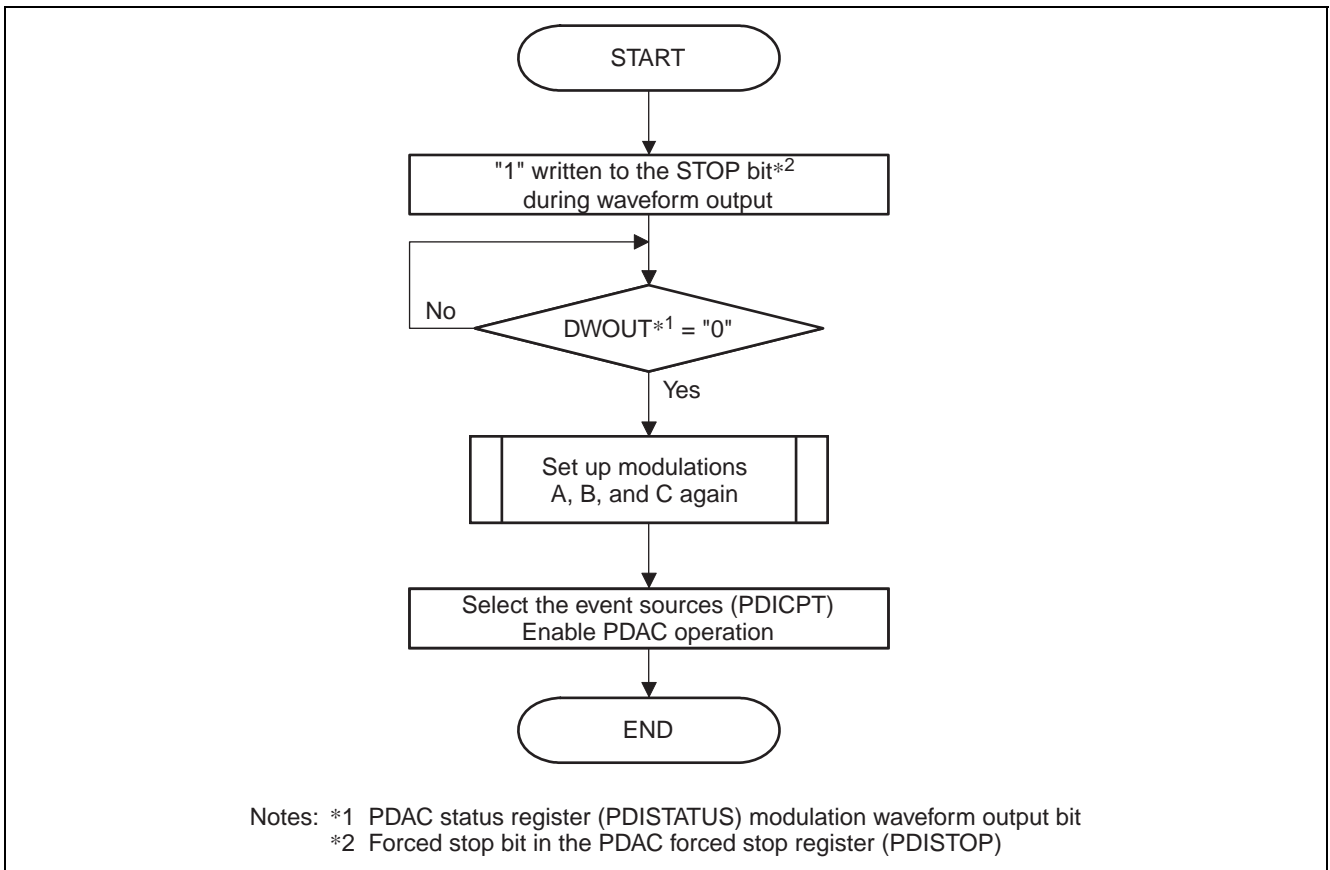 START
"1" written to the STOP bit*2
during waveform output
No
DWOUT*1 = "0"
Yes
Set up modulations
A, B, and C again
Select the event sources (PDICPT)
Enable PDAC operation
END
Notes: *1 PDAC status register (PDISTATUS) modulation waveform output bit
*2 Forced stop bit in the PDAC forced stop register (PDISTOP)